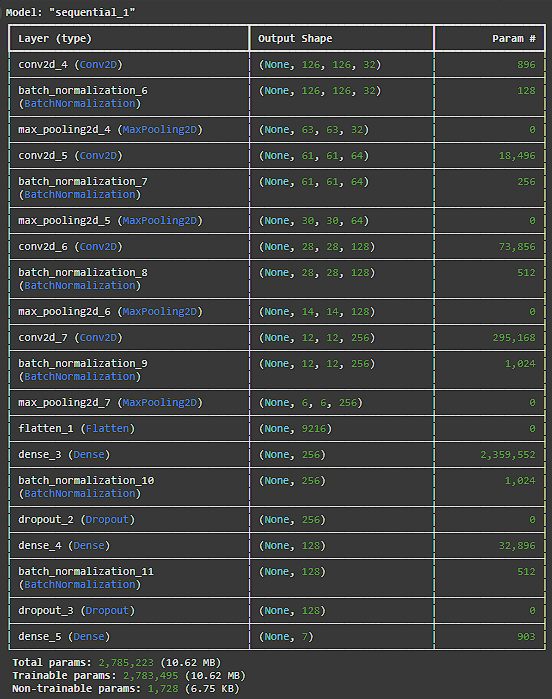 Model: "sequential_1"
Layer (type) Output Shape Param #
conv2d_4 (Conv2D) (None, 126, 126, 32) 896
batch_normalization_6 (None, 126, 126, 32) 128
(BatchNormalization)
max_pooling2d_4 (MaxPooling2D) (None, 63, 63, 32) 0
conv2d_5 (Conv2D) (None, 61, 61, 64) 18,496
batch_normalization_7 (None, 61, 61, 64) 256
(BatchNormalization)
max_pooling2d_5 (MaxPooling2D) (None, 30, 30, 64) 0
conv2d_6 (Conv2D) (None, 28, 28, 128) 73,856
batch_normalization_8 (None, 28, 28, 128) 512
(BatchNormalization)
max_pooling2d_6 (MaxPooling2D) (None, 14, 14, 128) 0
conv2d_7 (Conv2D) (None, 12, 12, 256) 295,168
batch_normalization_9 (None, 12, 12, 256) 1,024
(BatchNormalization)
max_pooling2d_7 (MaxPooling2D) (None, 6, 6, 256) 0
flatten_1 (Flatten) (None, 9216) 0
dense_3 (Dense) (None, 256) 2,359,552
batch_normalization_10 (None, 256) 1,024
(BatchNormalization)
dropout_2 (Dropout) (None, 256) 0
dense_4 (Dense) (None, 128) 32,896
batch_normalization_11 (None, 128) 512
(BatchNormalization)
dropout_3 (Dropout) (None, 128) 0
dense_5 (Dense) (None, 7) 903
Total params: 2,785,223 (10.62 MB)
Trainable params: 2,783,495 (10.62 MB)
Non-trainable params: 1,728 (6.75 KB)